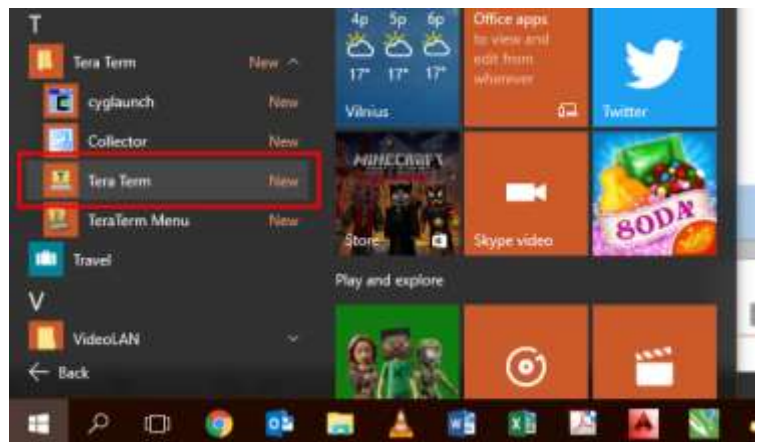 T
Tera Term New
cyglaunch New
Collector New
Tera Term New
TeraTerm Menu New
Travel
V
VideoLAN
Back
4p 5p 6p
17° 17° 17°
Vilnius
Office apps
to view and
edit from
wherever
Twitter
MINECRAFT
Store
Skype video
SODA
Play and explore